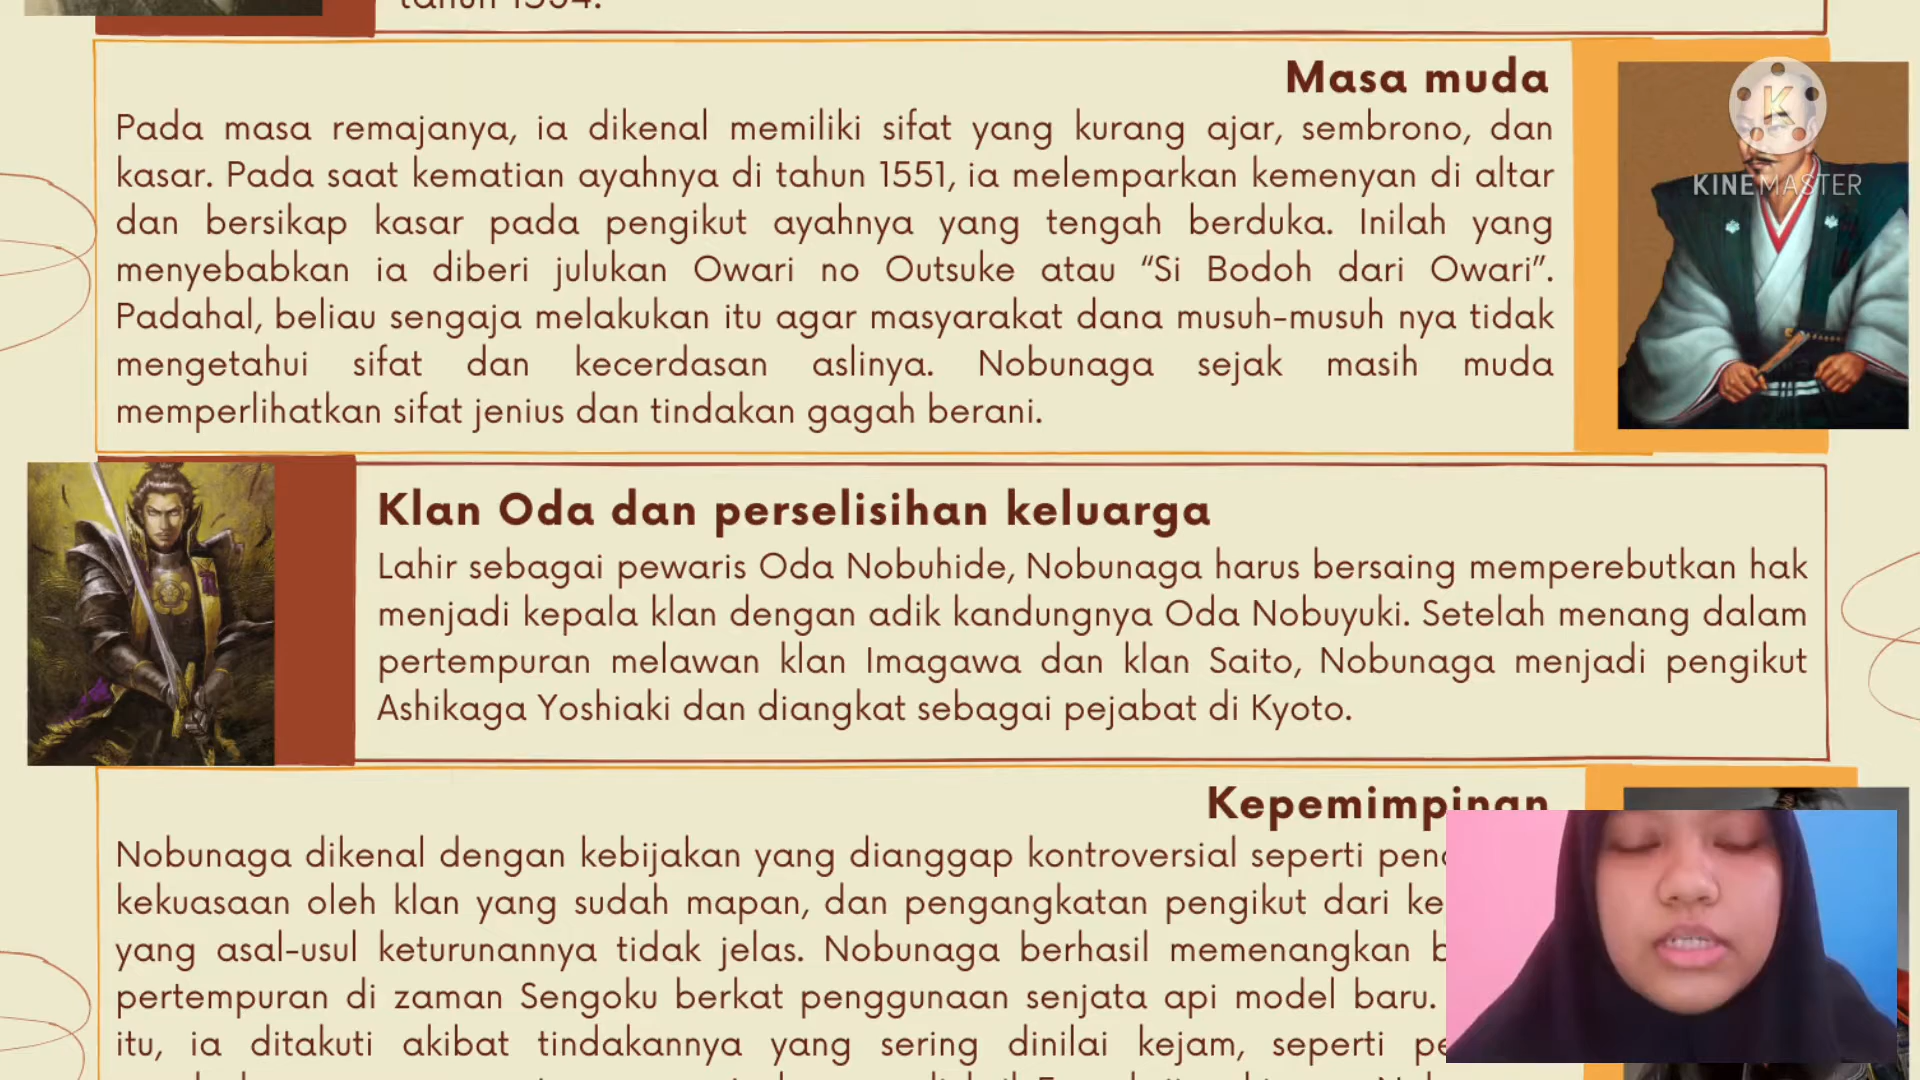 tahun 1554.
Masa muda
Pada masa remajanya, ia dikenal memiliki sifat yang kurang ajar, sembrono, dan
kasar. Pada saat kematian ayahnya di tahun 1551, ia melemparkan kemenyan di altar
dan bersikap kasar pada pengikut ayahnya yang tengah berduka. Inilah yang
menyebabkan ia diberi julukan Owari no Outsuke atau “Si Bodoh dari Owari”.
Padahal, beliau sengaja melakukan itu agar masyarakat dana musuh-musuh nya tidak
mengetahui sifat dan kecerdasan aslinya. Nobunaga sejak masih muda
memperlihatkan sifat jenius dan tindakan gagah berani.
K
KINEMASTER
Klan Oda dan perselisihan keluarga
Lahir sebagai pewaris Oda Nobuhide, Nobunaga harus bersaing memperebutkan hak
menjadi kepala klan dengan adik kandungnya Oda Nobuyuki. Setelah menang dalam
pertempuran melawan klan Imagawa dan klan Saito, Nobunaga menjadi pengikut
Ashikaga Yoshiaki dan diangkat sebagai pejabat di Kyoto.
Kepemimpinan
Nobunaga dikenal dengan kebijakan yang dianggap kontroversial seperti
kekuasaan oleh klan yang sudah mapan, dan pengangkatan pengikut dari
yang asal-usul keturunannya tidak jelas. Nobunaga berhasil memenangkan
pertempuran di zaman Sengoku berkat penggunaan senjata api model baru.
itu, ia ditakuti akibat tindakannya yang sering dinilai kejam, seperti